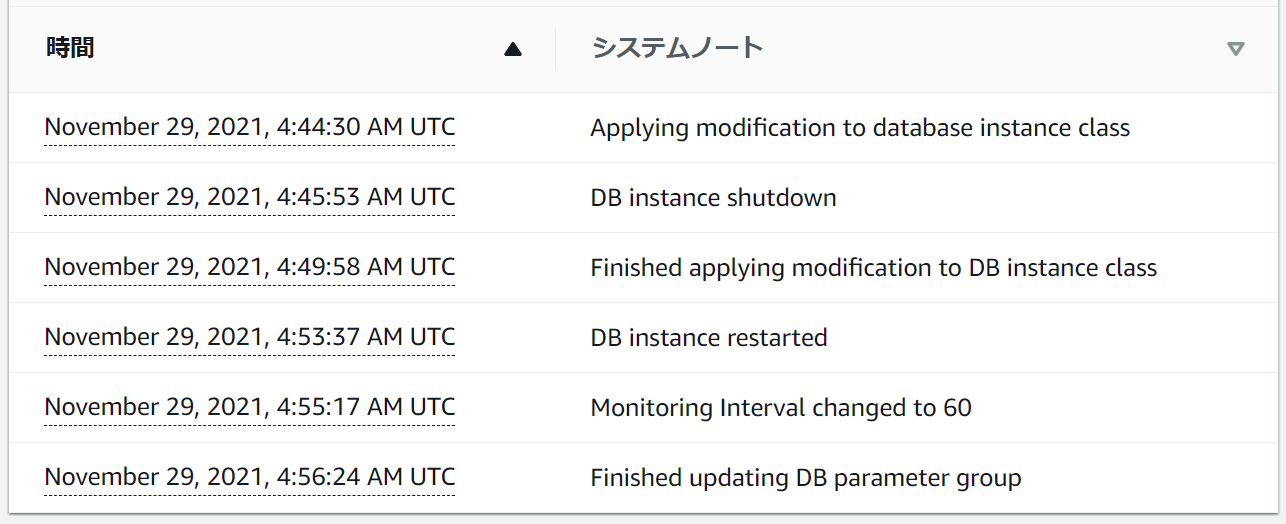 時間 システムノート
November 29, 2021, 4:44:30 AM UTC Applying modification to database instance class
November 29, 2021, 4:45:53 AM UTC DB instance shutdown
November 29, 2021, 4:49:58 AM UTC Finished applying modification to DB instance class
November 29, 2021, 4:53:37 AM UTC DB instance restarted
November 29, 2021, 4:55:17 AM UTC Monitoring Interval changed to 60
November 29, 2021, 4:56:24 AM UTC Finished updating DB parameter group